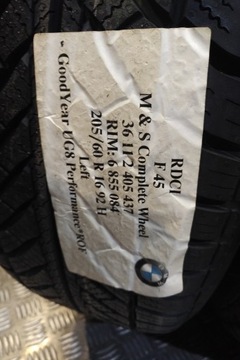 RDCI
F 45
M & S Complete Wheel
36 11 2 405 437
RIM: 6 855 084
205/60 R 16 92 H
Left
* GoodYear UG8 Performance *ROF